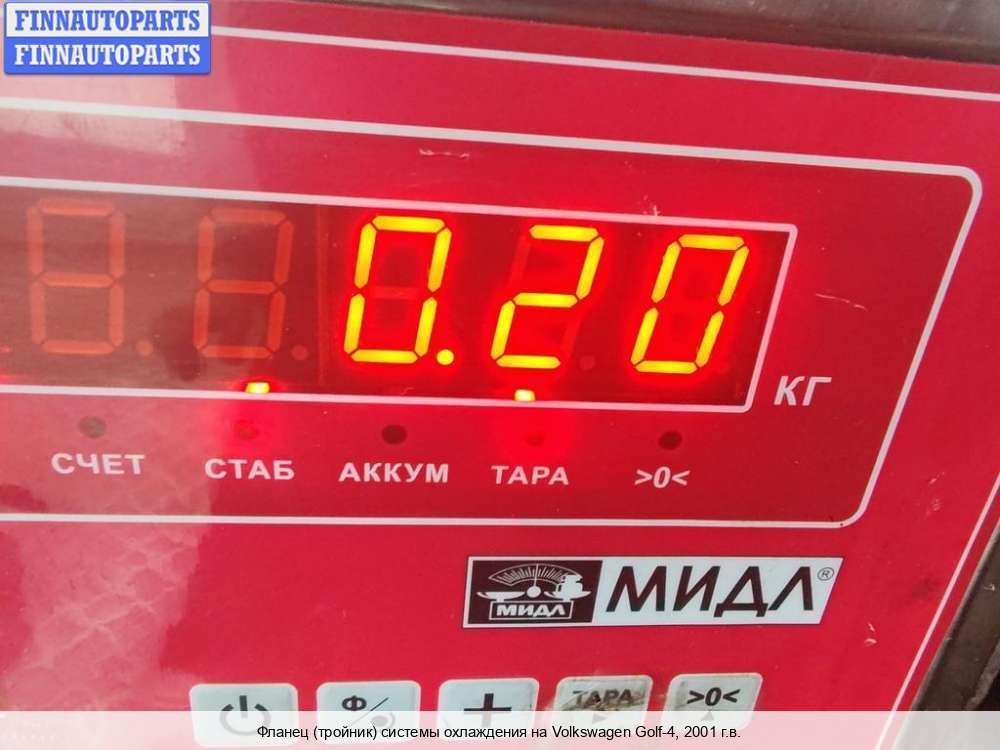 FINNAUTOPARTS
FINNAUTOPARTS
0.20
КГ
СЧЕТ СТАБ АККУМ ТАРА >0<
МИДЛ МИДЛ®
Ф/ + ТАРА >0<
Фланец (тройник) системы охлаждения на Volkswagen Golf-4, 2001 г.в.